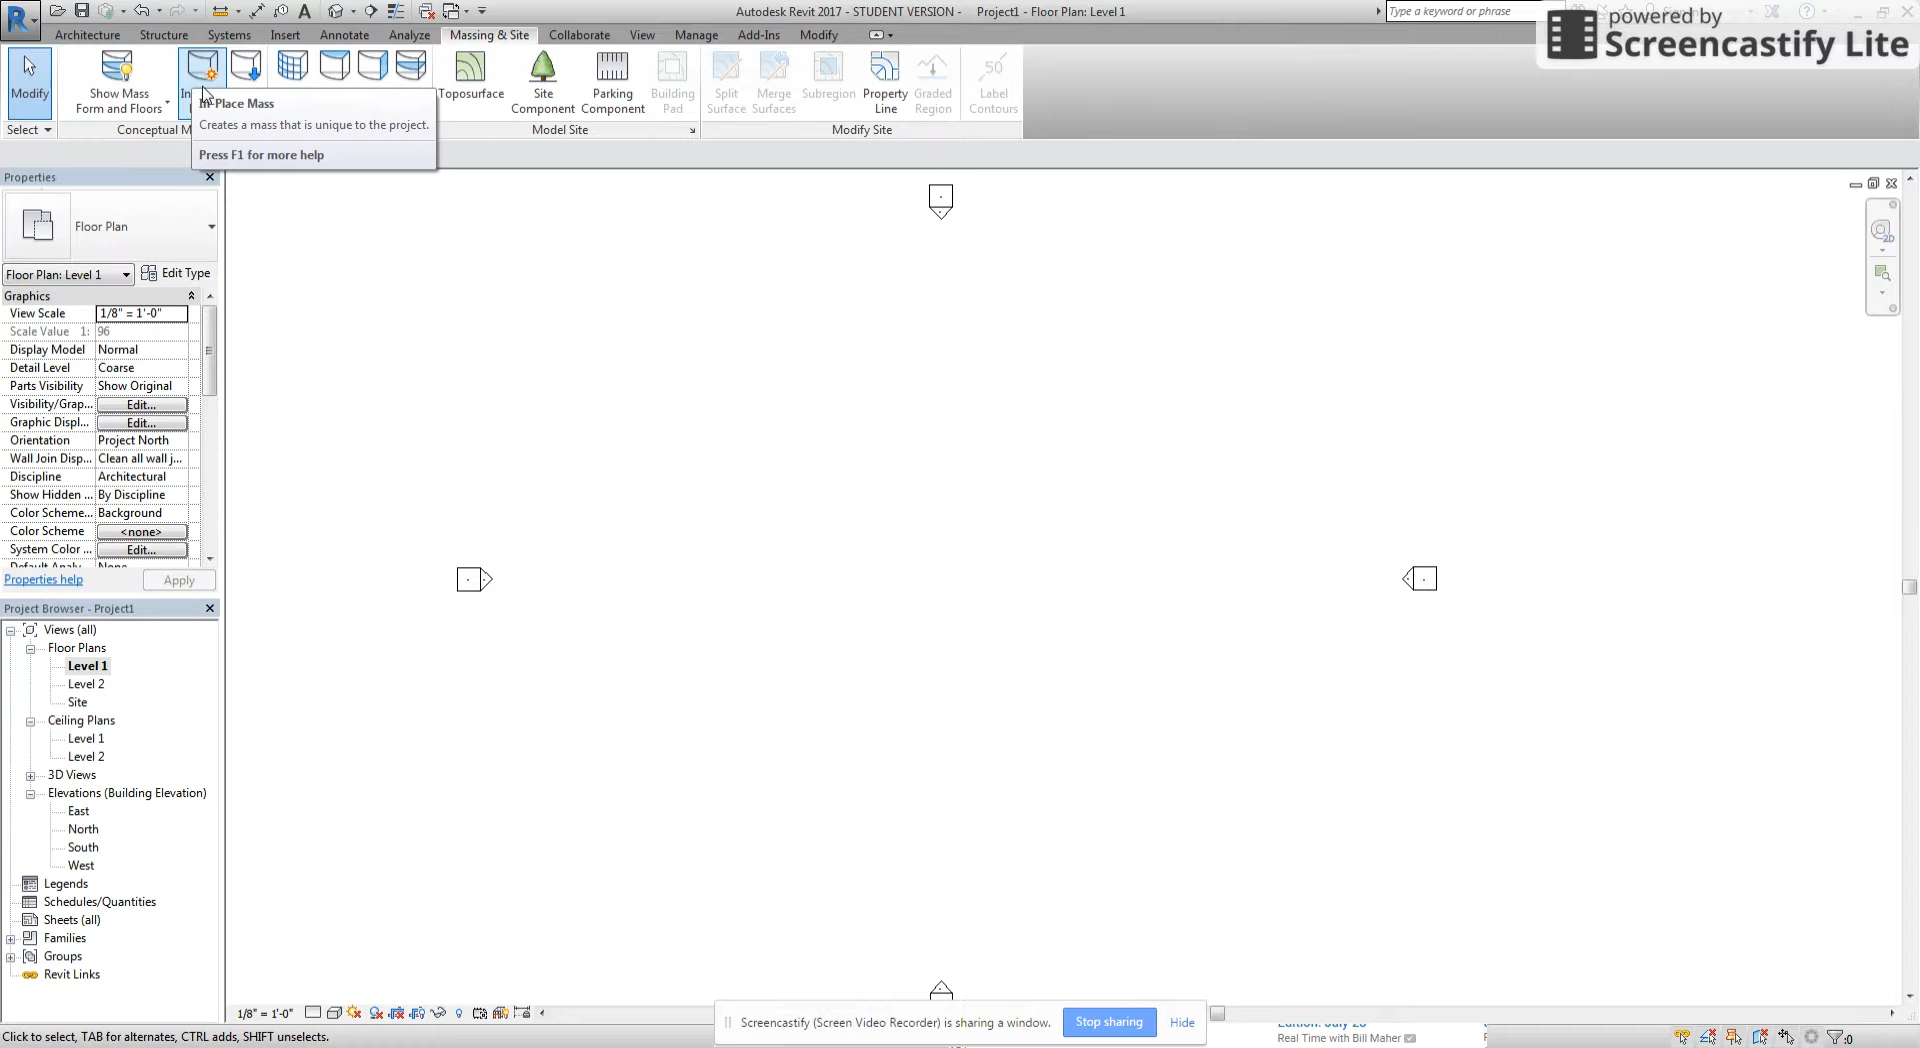 Autodesk Revit 2017 - STUDENT VERSION - Project1 - Floor Plan: Level 1
Type a keyword or phrase
powered by
Screencastify Lite
Architecture Structure Systems Insert Annotate Analyze Massing & Site Collaborate View Manage Add-Ins Modify
Modify
Show Mass
Form and Floors
Toposurface
Site
Component
Parking
Component
Building
Pad
Split
Surface
Merge
Surfaces
Subregion
Property
Line
Graded
Region
50
Label
Contours
Select
Model Site
Modify Site
In-Place Mass
Creates a mass that is unique to the project.
Press F1 for more help
Properties
Floor Plan
Floor Plan: Level 1
Edit Type
Graphics
View Scale 1/8" = 1'-0"
Scale Value 1: 96
Display Model Normal
Detail Level Coarse
Parts Visibility Show Original
Visibility/Grap... Edit...
Graphic Displ... Edit...
Orientation Project North
Wall Join Disp... Clean all wall j...
Discipline Architectural
Show Hidden ... By Discipline
Color Scheme... Background
Color Scheme <none>
System Color ... Edit...
Properties help
Apply
2D
Project Browser - Project1
Views (all)
Floor Plans
Level 1
Level 2
Site
Ceiling Plans
Level 1
Level 2
3D Views
Elevations (Building Elevation)
East
North
South
West
Legends
Schedules/Quantities
Sheets (all)
Families
Groups
Revit Links
1/8" = 1'-0"
Screencastify (Screen Video Recorder) is sharing a window.
Stop sharing
Hide
Real Time with Bill Maher
Click to select, TAB for alternates, CTRL adds, SHIFT unselects.
:0